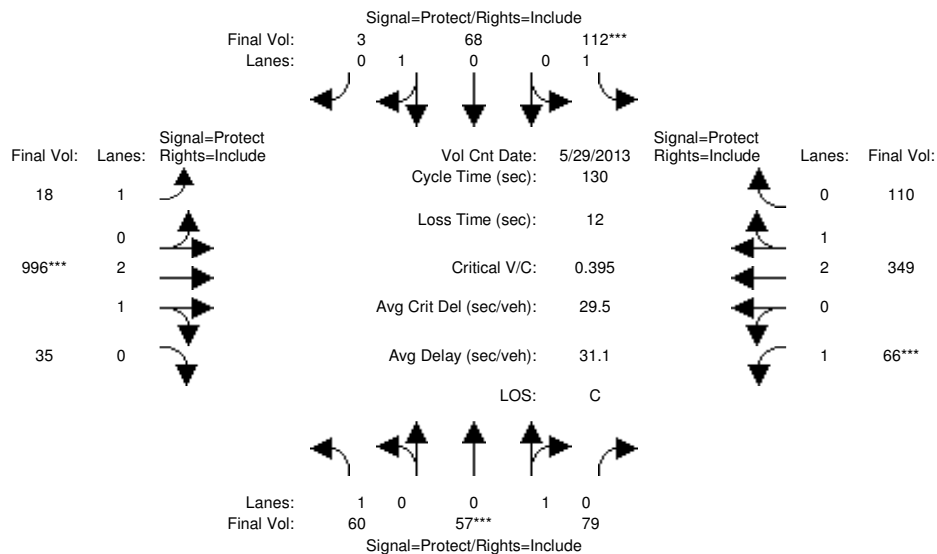 Signal=Protect/Rights=Include
Final Vol: 3 68 112***
Lanes: 0 1 0 0 1
Signal=Protect Signal=Protect
Final Vol: Lanes: Rights=Include Vol Cnt Date: 5/29/2013 Rights=Include Lanes: Final Vol:
Cycle Time (sec): 130
18 1 0 110
Loss Time (sec): 12
0 1
996*** 2 Critical V/C: 0.395 2 349
1 Avg Crit Del (sec/veh): 29.5 0
35 0 Avg Delay (sec/veh): 31.1 1 66***
LOS: C
Lanes: 1 0 0 1 0
Final Vol: 60 57*** 79
Signal=Protect/Rights=Include